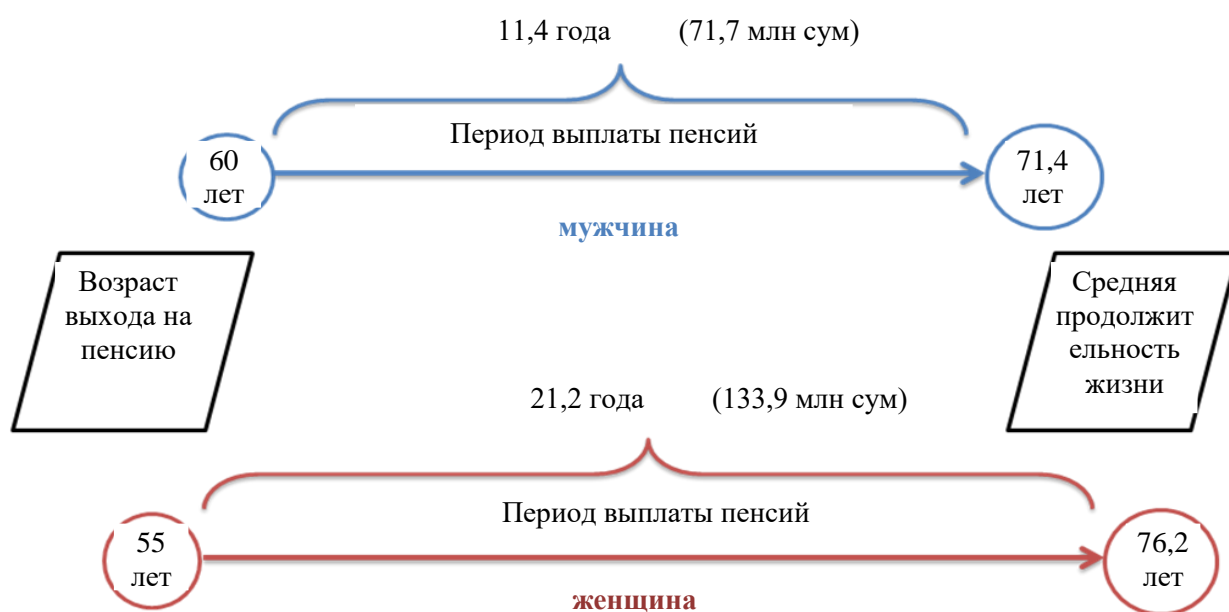 11,4 года (71,7 млн сум)
Период выплаты пенсий
60
лет
71,4
лет
мужчина
Возраст
выхода на
пенсию
Средняя
продолжит
ельность
жизни
21,2 года (133,9 млн сум)
Период выплаты пенсий
55
лет
76,2
лет
женщина